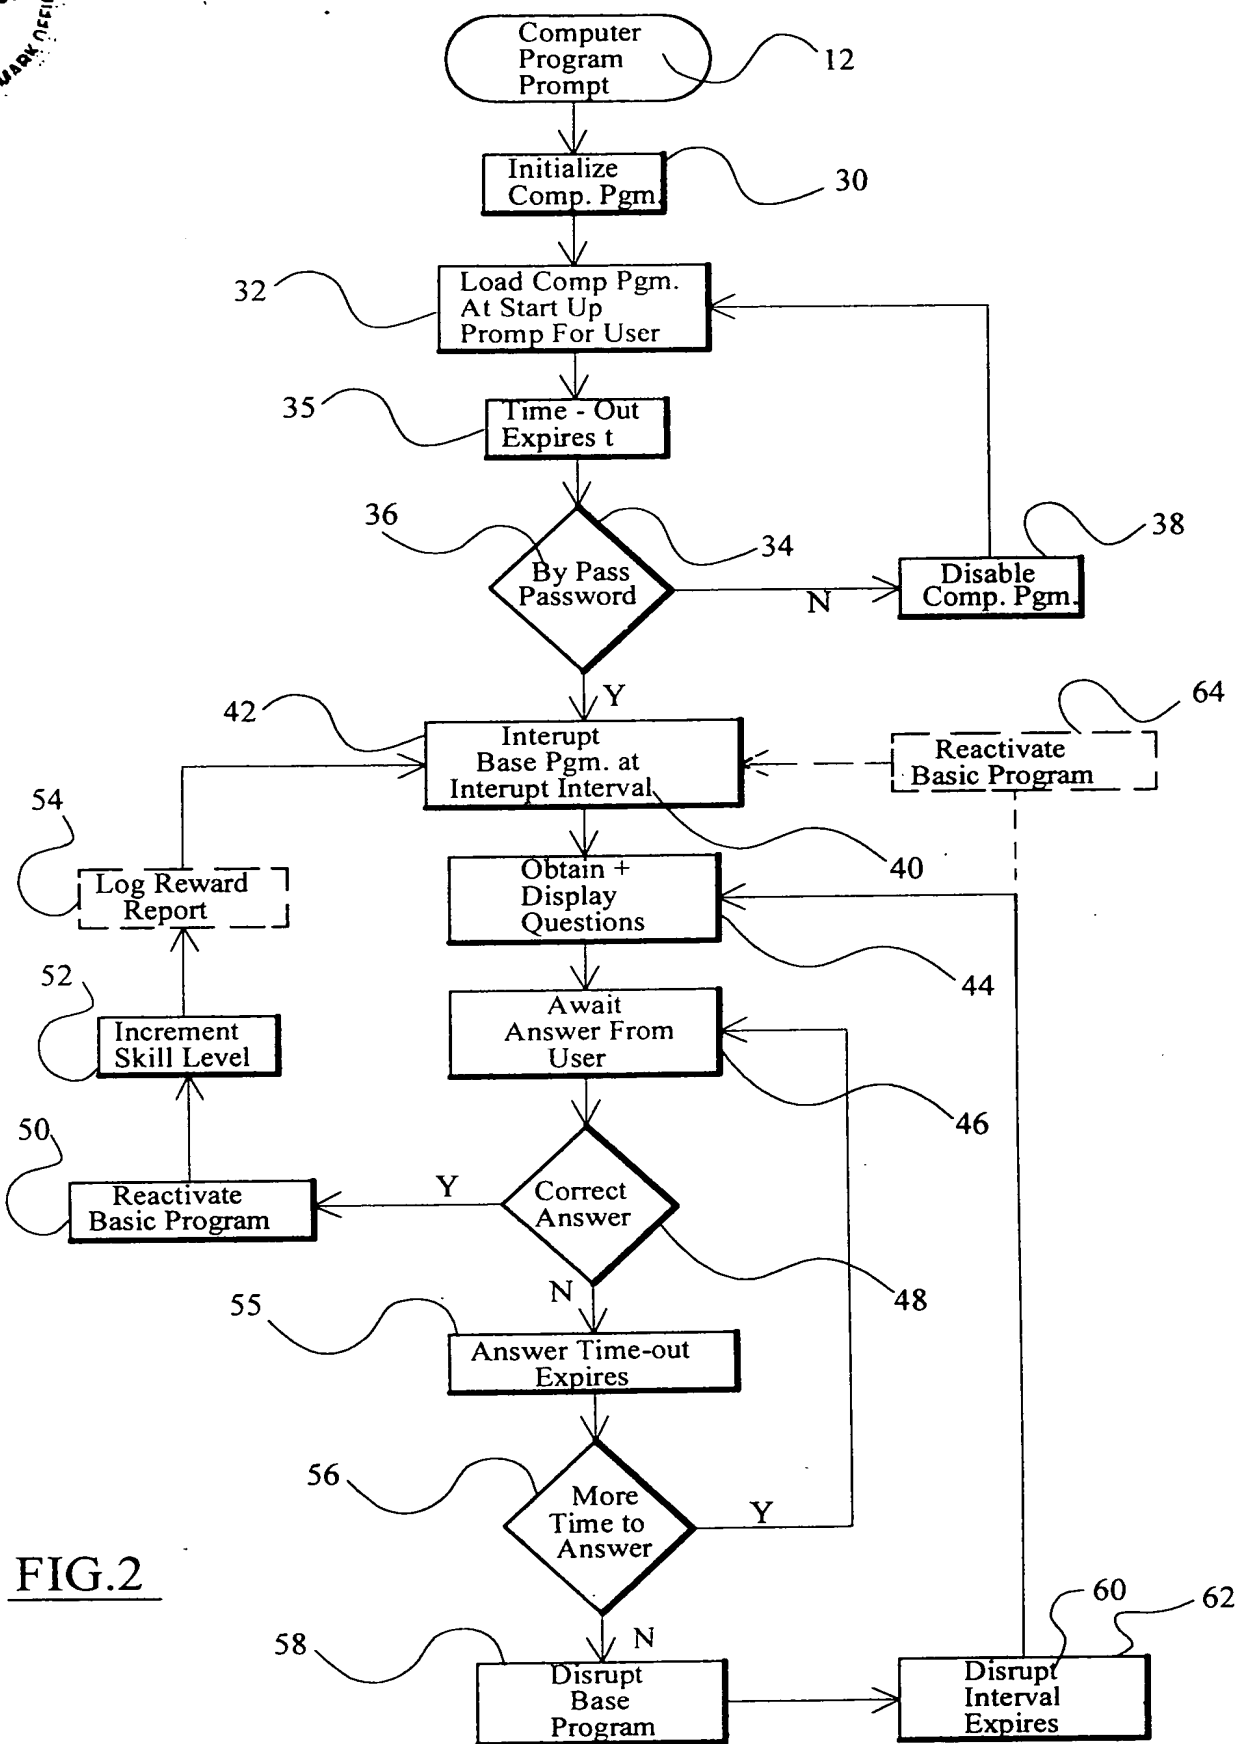 MARK OFFI
Computer
Program
Prompt
12
Initialize
Comp. Pgm.
30
Load Comp Pgm.
At Start Up
Promp For User
32
Time - Out
Expires t
35
36
34
By Pass
Password
N
Disable
Comp. Pgm.
38
Y
42
Interupt
Base Pgm. at
Interupt Interval
40
Reactivate
Basic Program
64
54
Log Reward
Report
Obtain +
Display
Questions
44
52
Increment
Skill Level
Await
Answer From
User
46
50
Reactivate
Basic Program
Y
Correct
Answer
48
N
55
Answer Time-out
Expires
56
More
Time to
Answer
Y
FIG.2
N
58
Disrupt
Base
Program
60
62
Disrupt
Interval
Expires